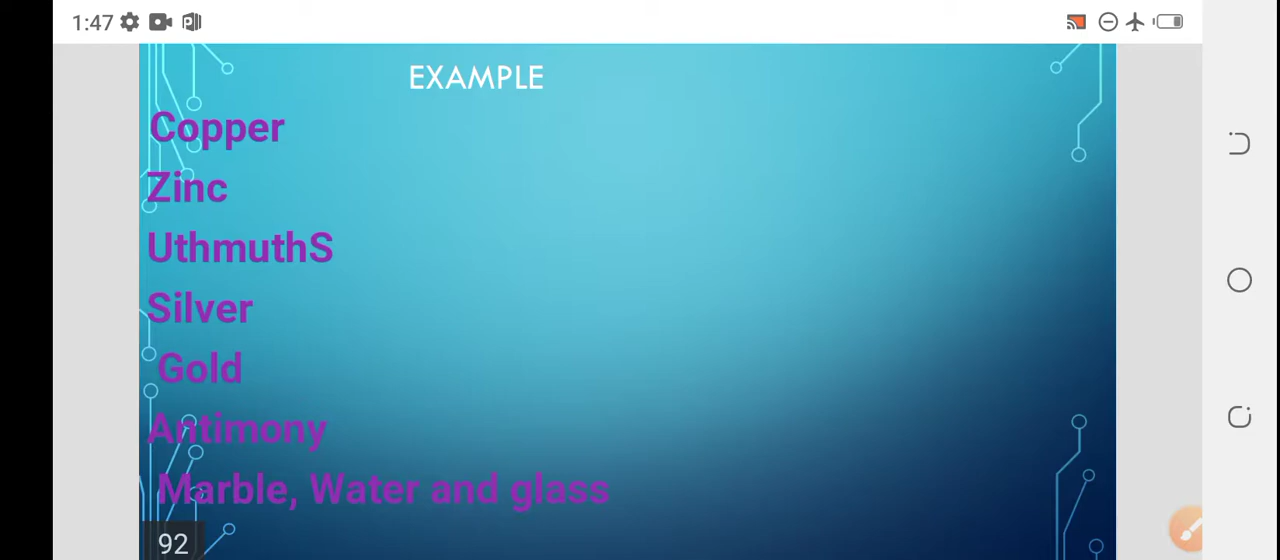 1:47
EXAMPLE
Copper
Zinc
UthmuthS
Silver
Gold
Antimony
Marble, Water and glass
92